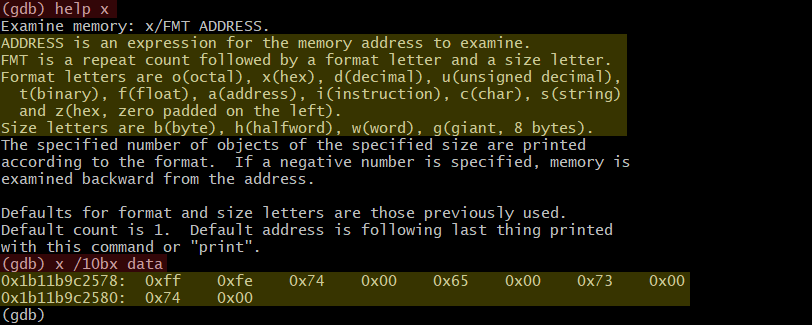 (gdb) help x
Examine memory: x/FMT ADDRESS.
ADDRESS is an expression for the memory address to examine.
FMT is a repeat count followed by a format letter and a size letter.
Format letters are o(octal), x(hex), d(decimal), u(unsigned decimal),
  t(binary), f(float), a(address), i(instruction), c(char), s(string)
  and z(hex, zero padded on the left).
Size letters are b(byte), h(halfword), w(word), g(giant, 8 bytes).
The specified number of objects of the specified size are printed
according to the format.  If a negative number is specified, memory is
examined backward from the address.

Defaults for format and size letters are those previously used.
Default count is 1.  Default address is following last thing printed
with this command or "print".
(gdb) x /10bx data
0x1b11b9c2578:  0xff    0xfe    0x74    0x00    0x65    0x00    0x73    0x00
0x1b11b9c2580:  0x74    0x00
(gdb)